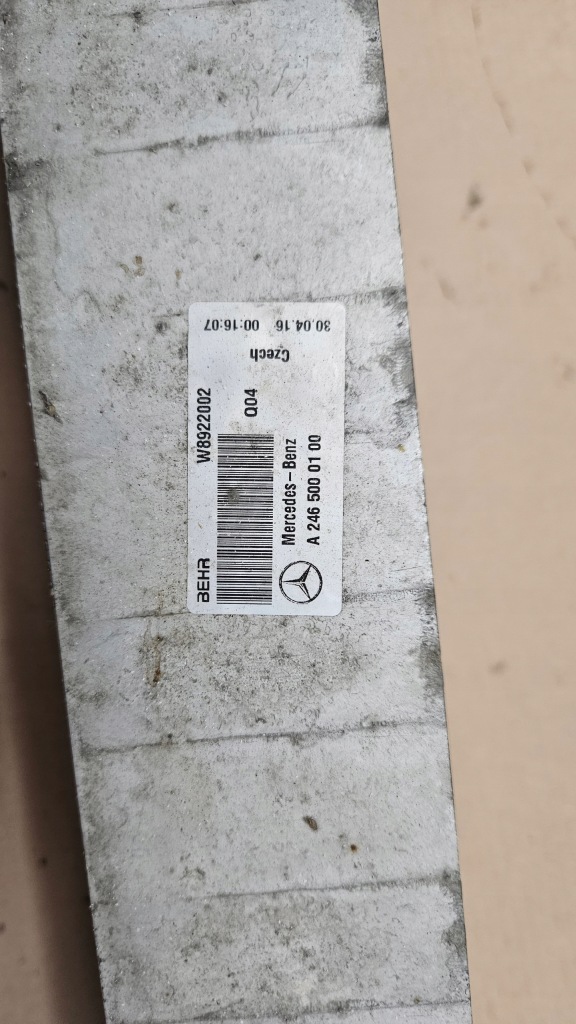 BEHR W8922002
Q04
Mercedes-Benz
A 246 500 01 00
Czech
30.04.16 00:16:07